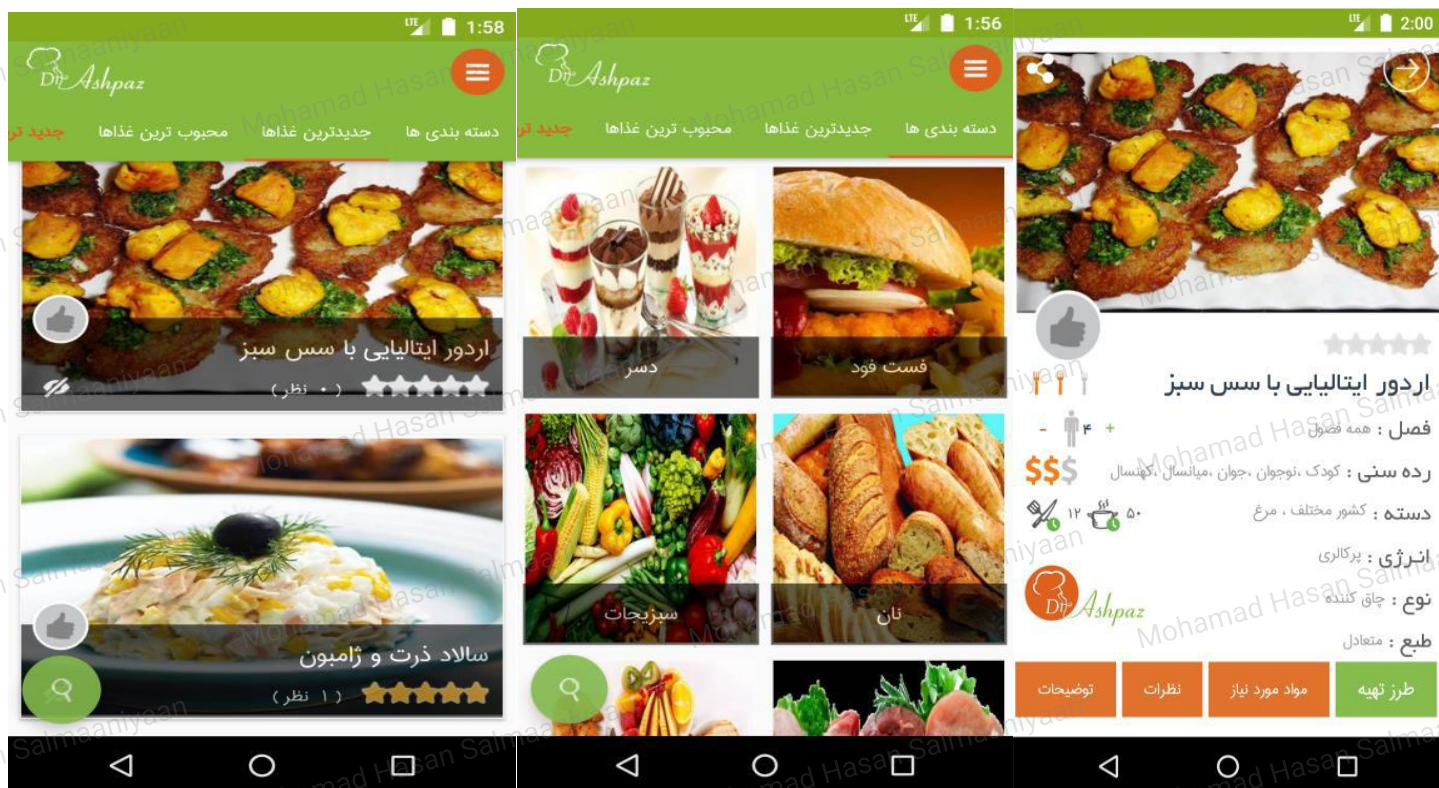 LTE 1:58
Dr Ashpaz
دسته بندی ها جدیدترین غذاها محبوب ترین غذاها جدید تر
اردور ایتالیایی با سس سبز
( ۰ نظر )
سالاد ذرت و ژامبون
( ۱ نظر )
LTE 1:56
Dr Ashpaz
دسته بندی ها جدیدترین غذاها محبوب ترین غذاها جدید تر
فست فود
دسر
نان
سبزیجات
LTE 2:00
اردور ایتالیایی با سس سبز
فصل : همه فصول
- ۴ +
رده سنی : کودک ،نوجوان ،جوان ،میانسال ،کهنسال
$$$
دسته : کشور مختلف ، مرغ
۱۲ ۵۰
انرژی : پرکالری
نوع : چاق کننده
Dr Ashpaz
طبع : متعادل
طرز تهیه
مواد مورد نیاز
نظرات
توضیحات
Mohamad Hasan Salmaaniyaan